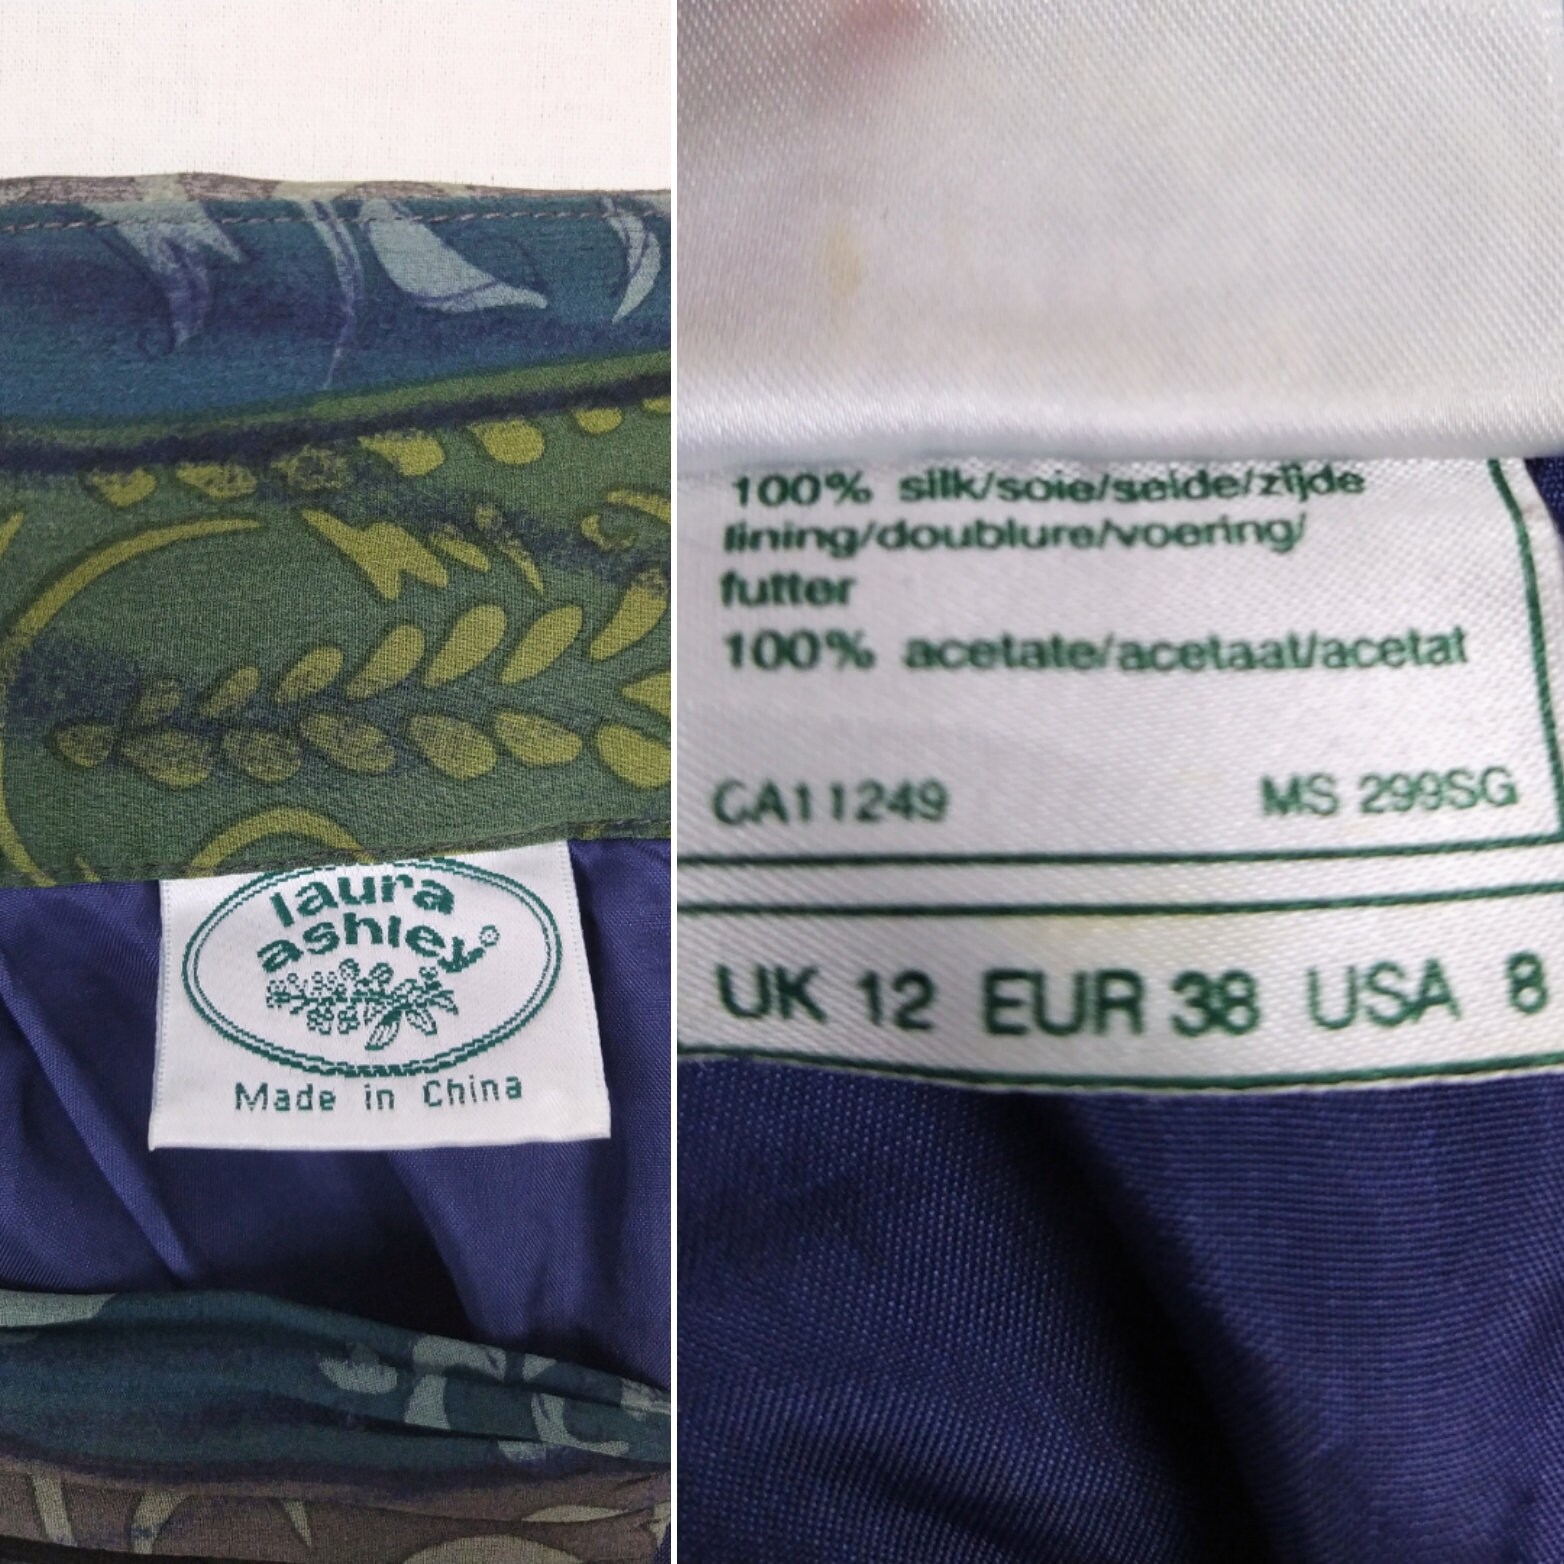 laura
ashley®
Made in China
100% silk/soie/seide/zijde
lining/doublure/voering/
futter
100% acetate/acetaat/acetat
CA11249 MS 299SG
UK 12 EUR 38 USA 8